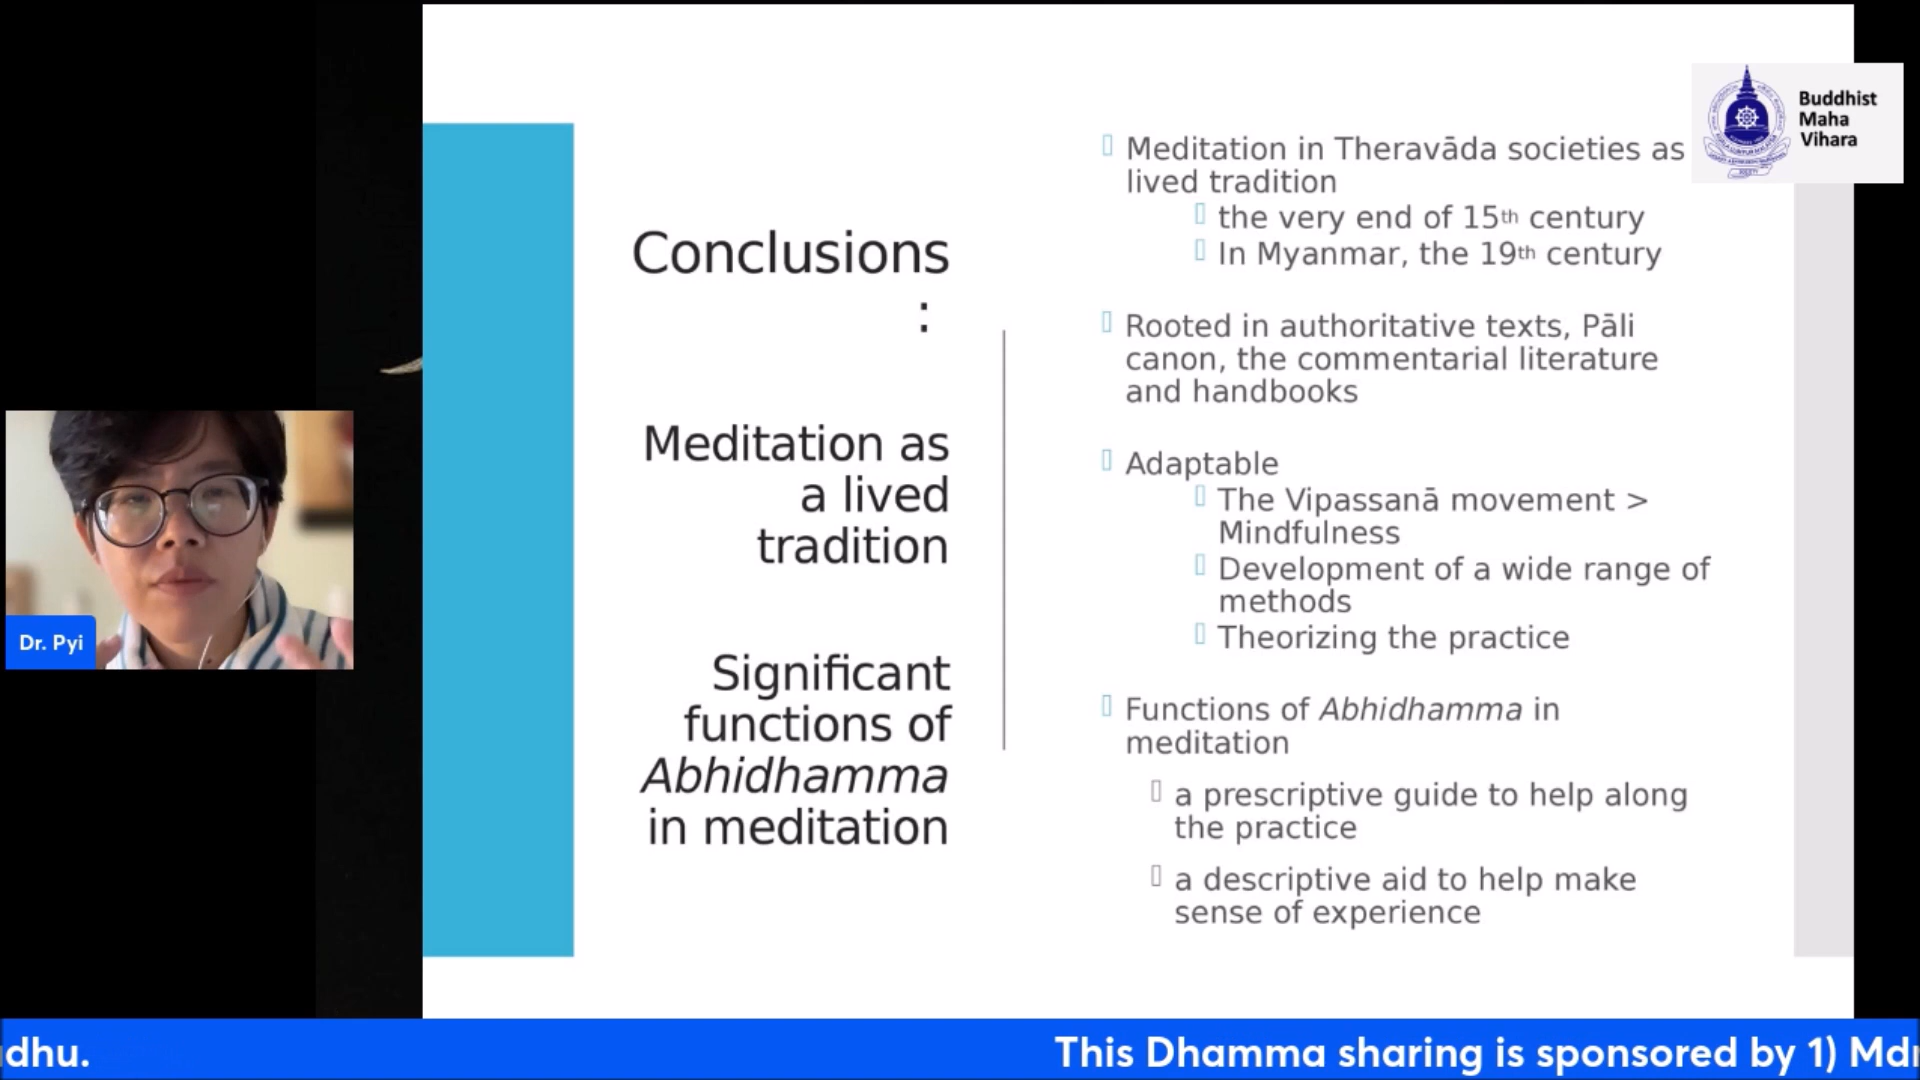 Conclusions
:
Meditation as
a lived
tradition
Significant
functions of
Abhidhamma
in meditation
Meditation in Theravāda societies as
lived tradition
the very end of 15th century
In Myanmar, the 19th century
Rooted in authoritative texts, Pāli
canon, the commentarial literature
and handbooks
Adaptable
The Vipassanā movement >
Mindfulness
Development of a wide range of
methods
Theorizing the practice
Functions of Abhidhamma in
meditation
a prescriptive guide to help along
the practice
a descriptive aid to help make
sense of experience
Buddhist
Maha
Vihara
Dr. Pyi
dhu.
This Dhamma sharing is sponsored by 1) Md